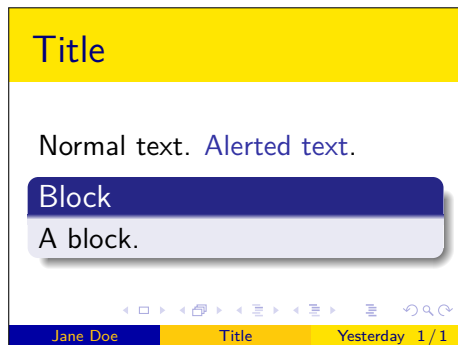 Title
Normal text. Alerted text.
Block
A block.
Jane Doe Title Yesterday 1 / 1